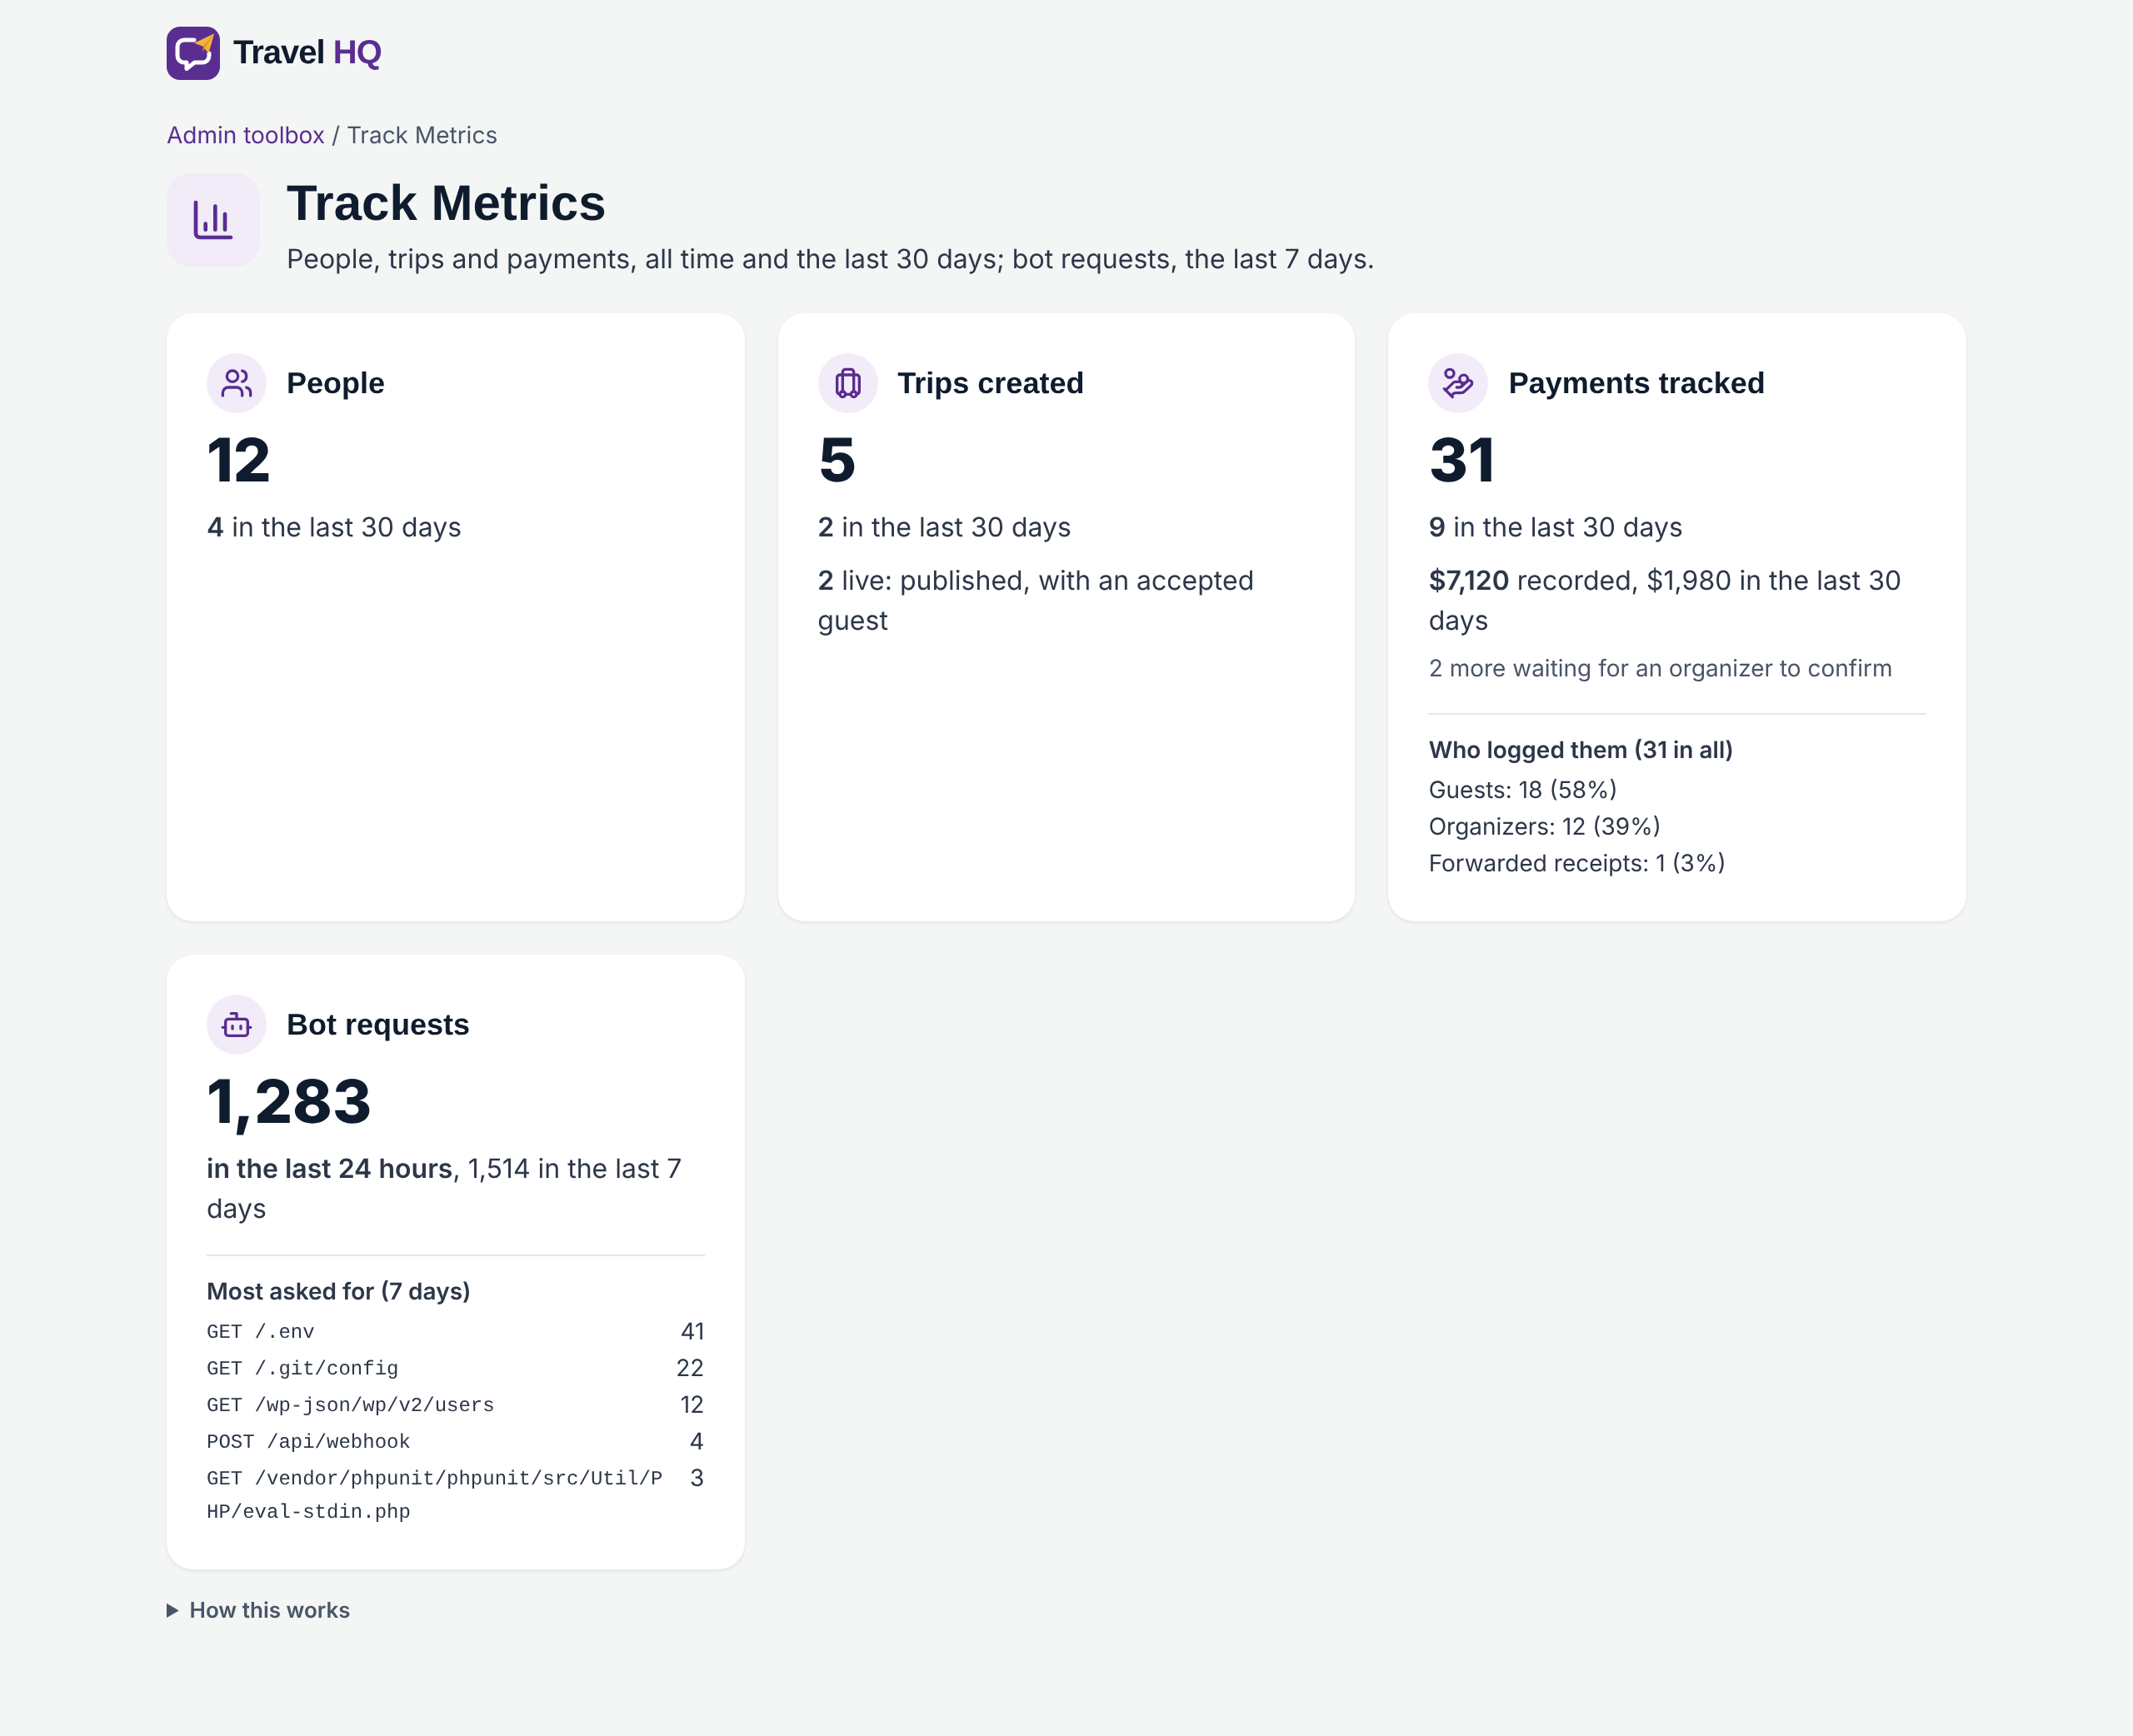 Travel HQ
Admin toolbox / Track Metrics
Track Metrics
People, trips and payments, all time and the last 30 days; bot requests, the last 7 days.
People
12
4 in the last 30 days
Trips created
5
2 in the last 30 days
2 live: published, with an accepted
guest
Payments tracked
31
9 in the last 30 days
$7,120 recorded, $1,980 in the last 30
days
2 more waiting for an organizer to confirm
Who logged them (31 in all)
Guests: 18 (58%)
Organizers: 12 (39%)
Forwarded receipts: 1 (3%)
Bot requests
1,283
in the last 24 hours, 1,514 in the last 7
days
Most asked for (7 days)
GET /.env 41
GET /.git/config 22
GET /wp-json/wp/v2/users 12
POST /api/webhook 4
GET /vendor/phpunit/phpunit/src/Util/P 3
HP/eval-stdin.php
How this works